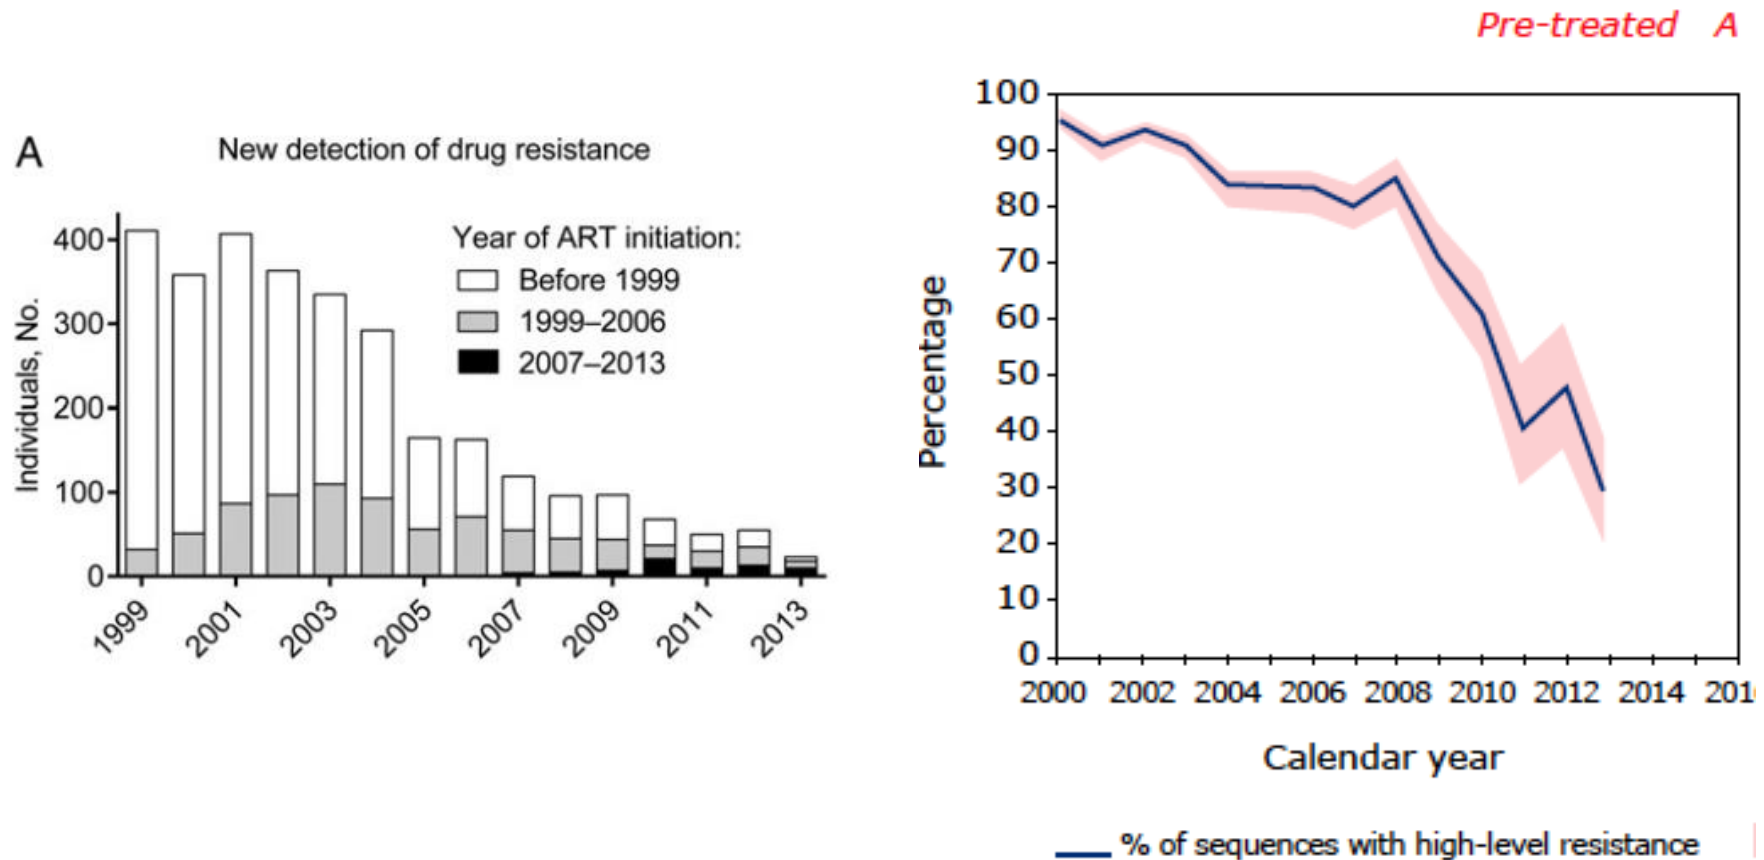 Pre-treated A
A New detection of drug resistance
Individuals, No.
400
300
200
100
0
Year of ART initiation:
Before 1999
1999–2006
2007–2013
1999 2001 2003 2005 2007 2009 2011 2013
Percentage
100
90
80
70
60
50
40
30
20
10
0
2000 2002 2004 2006 2008 2010 2012 2014
Calendar year
% of sequences with high-level resistance